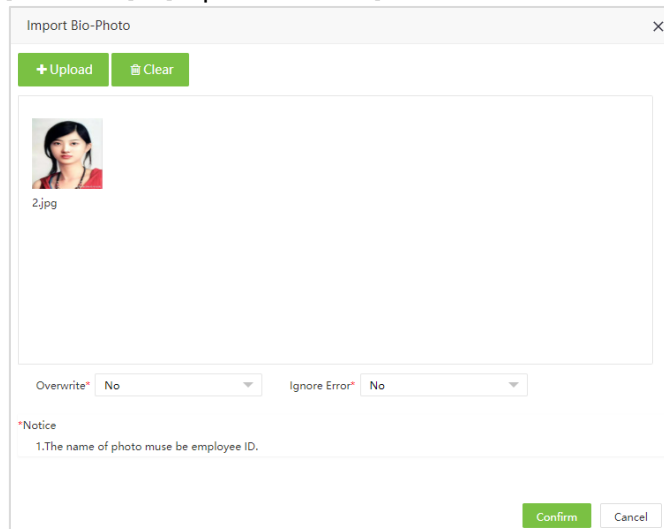 Import Bio-Photo
Upload Clear
2.jpg
Overwrite* No Ignore Error* No
*Notice
1.The name of photo muse be employee ID.
Confirm Cancel